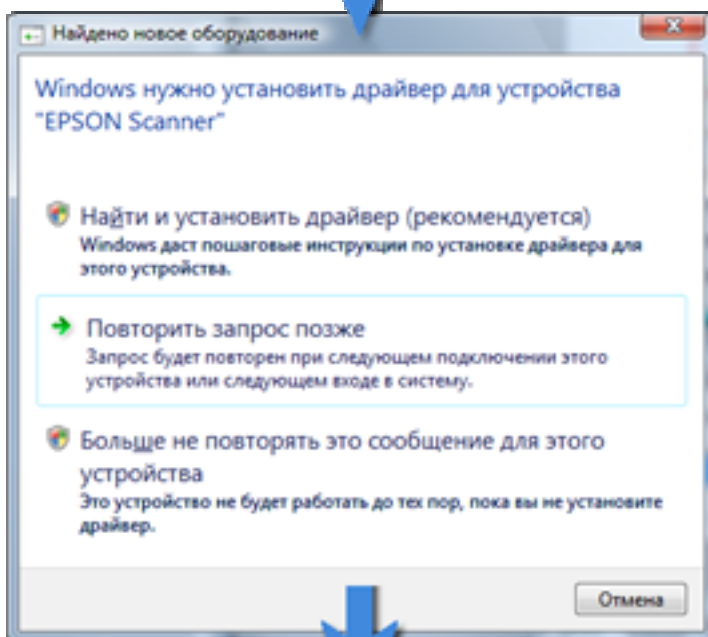 Найдено новое оборудование
Windows нужно установить драйвер для устройства
"EPSON Scanner"
Найти и установить драйвер (рекомендуется)
Windows даст пошаговые инструкции по установке драйвера для
этого устройства.
Повторить запрос позже
Запрос будет повторен при следующем подключении этого
устройства или следующем входе в систему.
Больше не повторять это сообщение для этого
устройства
Это устройство не будет работать до тех пор, пока вы не установите
драйвер.
Отмена